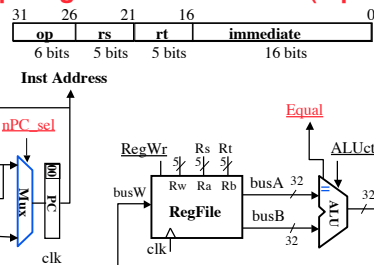 31 26 21 16 0
op rs rt immediate
6 bits 5 bits 5 bits 16 bits
Inst Address
Equal
nPC_sel
RegWr Rs Rt ALUct
5 5 5
Rw Ra Rb busA 32
busW =
Mux 00 PC RegFile ALU 32
busB
32
clk
clk